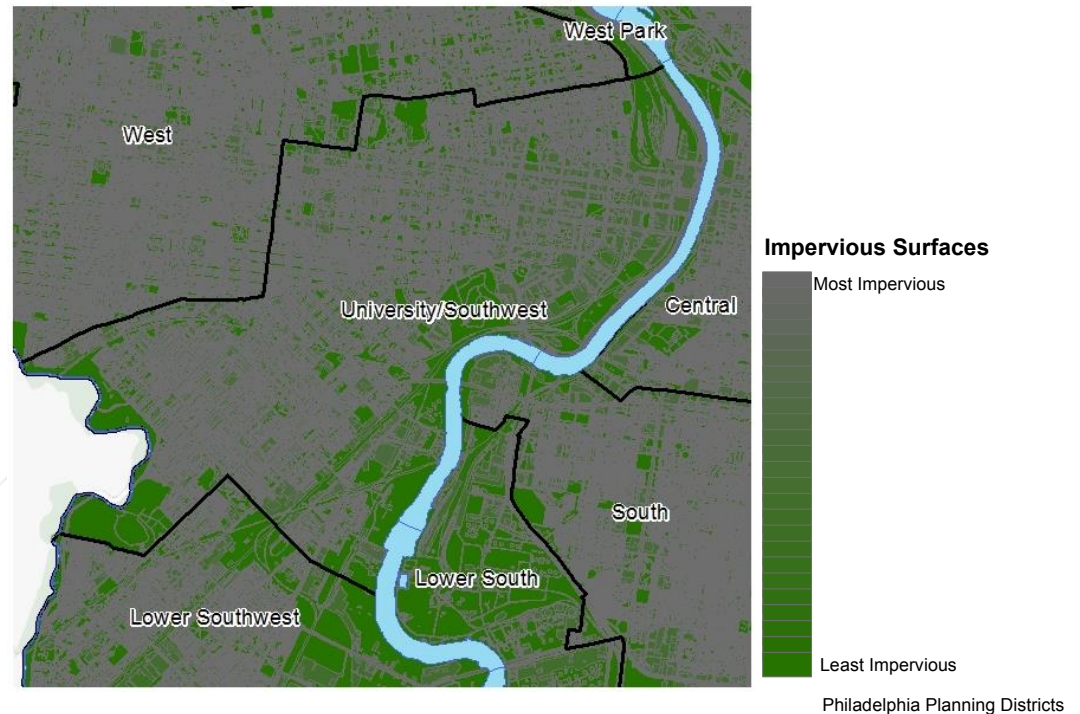 West Park
West
Impervious Surfaces
Most Impervious
University/Southwest
Central
South
Lower South
Lower Southwest
Least Impervious
Philadelphia Planning Districts